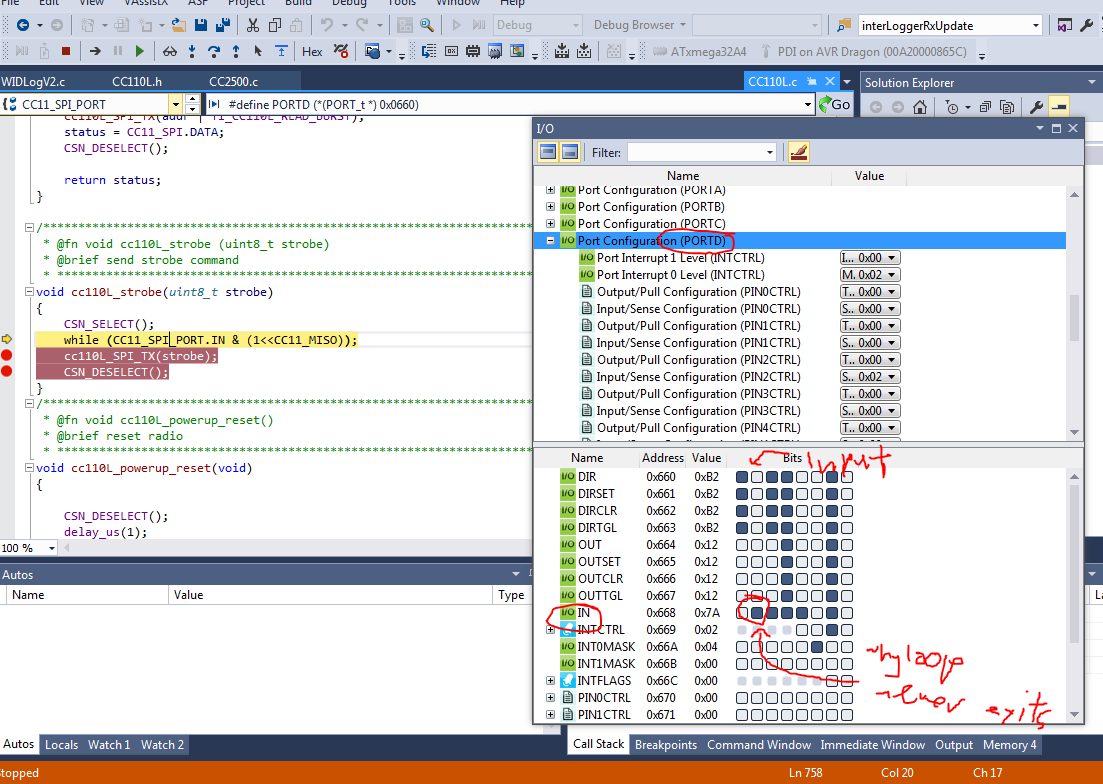 File Edit View VAssistX ASF Project Build Debug Tools Window Help
Debug Debug Browser interLoggerRxUpdate
Hex ATxmega32A4 PDI on AVR Dragon (00A20000865C)
WIDLogV2.c CC110L.h CC2500.c CC110L.c Solution Explorer
CC11_SPI_PORT #define PORTD (*(PORT_t *) 0x0660) Go
cc110L_SPI_TX(addr | TI_CC110L_READ_BURST);
status = CC11_SPI.DATA;
CSN_DESELECT();
return status;
}
/****************************************************************
* @fn void cc110L_strobe (uint8_t strobe)
* @brief send strobe command
****************************************************************
void cc110L_strobe(uint8_t strobe)
{
CSN_SELECT();
while (CC11_SPI_PORT.IN & (1<<CC11_MISO));
cc110L_SPI_TX(strobe);
CSN_DESELECT();
}
/****************************************************************
* @fn void cc110L_powerup_reset()
* @brief reset radio
****************************************************************
void cc110L_powerup_reset(void)
{
CSN_DESELECT();
delay_us(1);
100 %
Autos
Name Value Type
Autos Locals Watch 1 Watch 2
I/O
Filter:
Name Value
I/O Port Configuration (PORTA)
I/O Port Configuration (PORTB)
I/O Port Configuration (PORTC)
I/O Port Configuration (PORTD)
I/O Port Interrupt 1 Level (INTCTRL) I... 0x00
I/O Port Interrupt 0 Level (INTCTRL) M. 0x02
Output/Pull Configuration (PIN0CTRL) T.. 0x00
Input/Sense Configuration (PIN0CTRL) S.. 0x00
Output/Pull Configuration (PIN1CTRL) T.. 0x00
Input/Sense Configuration (PIN1CTRL) S.. 0x00
Output/Pull Configuration (PIN2CTRL) T.. 0x00
Input/Sense Configuration (PIN2CTRL) S.. 0x02
Output/Pull Configuration (PIN3CTRL) T.. 0x00
Input/Sense Configuration (PIN3CTRL) S.. 0x00
Output/Pull Configuration (PIN4CTRL) T.. 0x00
Name Address Value Bits input
I/O DIR 0x660 0xB2
I/O DIRSET 0x661 0xB2
I/O DIRCLR 0x662 0xB2
I/O DIRTGL 0x663 0xB2
I/O OUT 0x664 0x12
I/O OUTSET 0x665 0x12
I/O OUTCLR 0x666 0x12
I/O OUTTGL 0x667 0x12
I/O IN 0x668 0x7A
INTCTRL 0x669 0x02
I/O INT0MASK 0x66A 0x04
I/O INT1MASK 0x66B 0x00
INTFLAGS 0x66C 0x00
PIN0CTRL 0x670 0x00
PIN1CTRL 0x671 0x00
loop
never exits
Call Stack Breakpoints Command Window Immediate Window Output Memory 4
Stopped Ln 758 Col 20 Ch 17